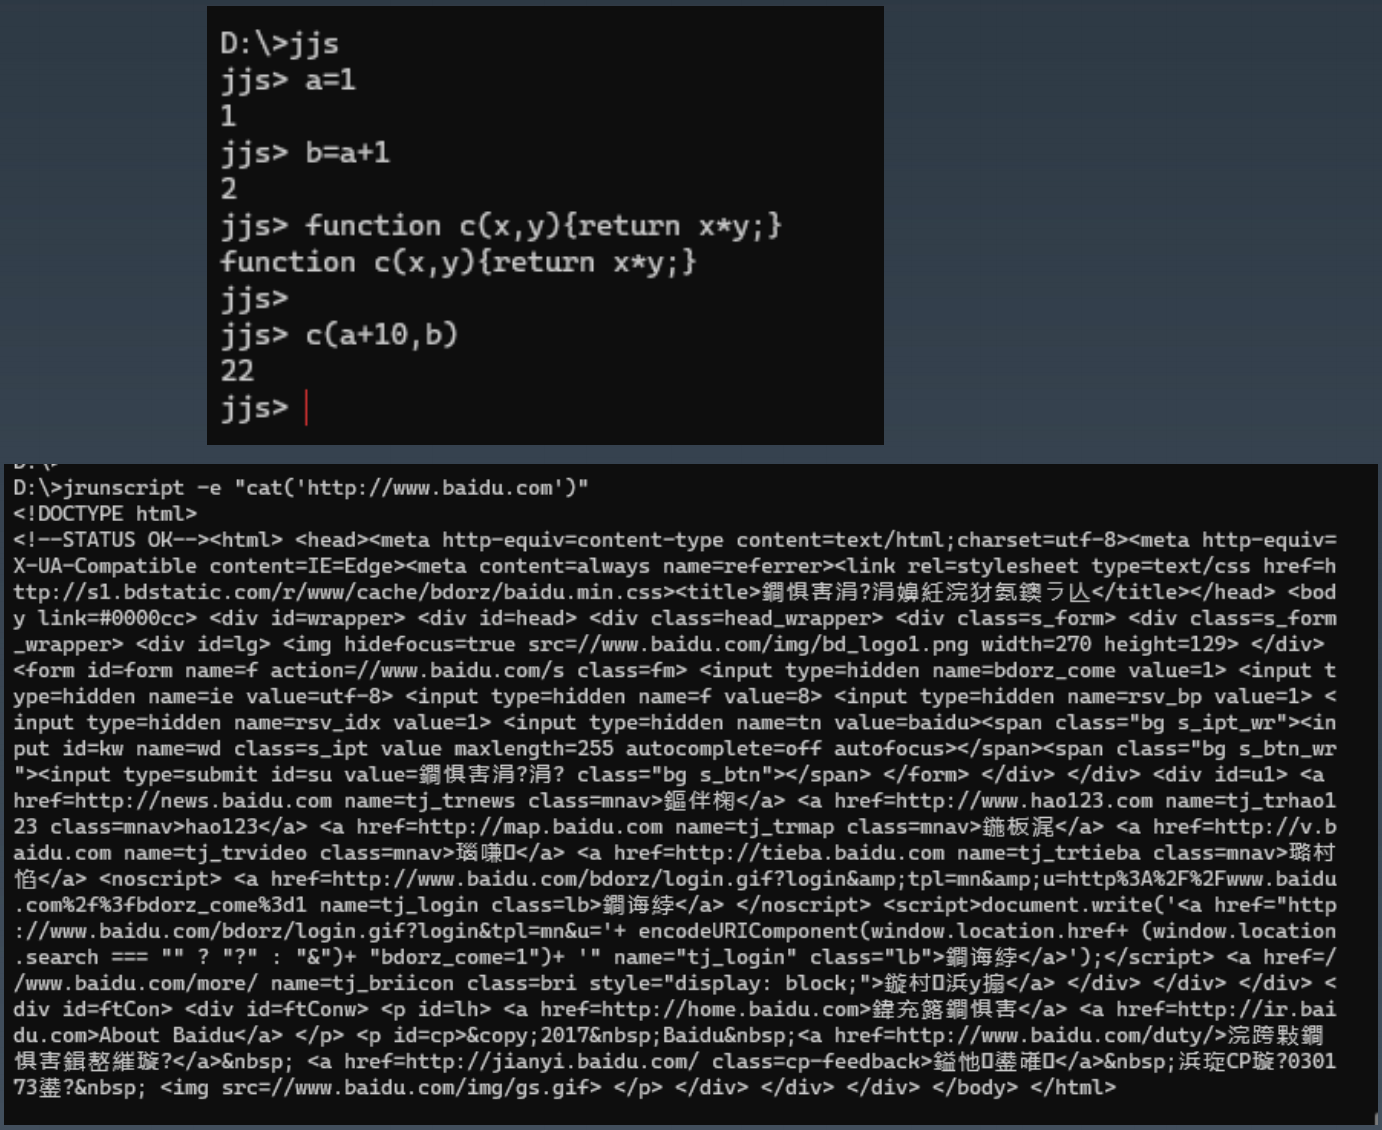 D:\>jjs
jjs> a=1
1
jjs> b=a+1
2
jjs> function c(x,y){return x*y;}
function c(x,y){return x*y;}
jjs>
jjs> c(a+10,b)
22
jjs>
D:\>
D:\>jrunscript -e "cat('http://www.baidu.com')"
<!DOCTYPE html>
<!--STATUS OK--><html> <head><meta http-equiv=content-type content=text/html;charset=utf-8><meta http-equiv=
X-UA-Compatible content=IE=Edge><meta content=always name=referrer><link rel=stylesheet type=text/css href=h
ttp://s1.bdstatic.com/r/www/cache/bdorz/baidu.min.css><title>鐧惧害涓?涓嬶紝浣犲氨鐭ラ亾</title></head> <bod
y link=#0000cc> <div id=wrapper> <div id=head> <div class=head_wrapper> <div class=s_form> <div class=s_form
_wrapper> <div id=lg> <img hidefocus=true src=//www.baidu.com/img/bd_logo1.png width=270 height=129> </div>
<form id=form name=f action=//www.baidu.com/s class=fm> <input type=hidden name=bdorz_come value=1> <input t
ype=hidden name=ie value=utf-8> <input type=hidden name=f value=8> <input type=hidden name=rsv_bp value=1> <
input type=hidden name=rsv_idx value=1> <input type=hidden name=tn value=baidu><span class="bg s_ipt_wr"><in
put id=kw name=wd class=s_ipt value maxlength=255 autocomplete=off autofocus></span><span class="bg s_btn_wr
"><input type=submit id=su value=鐧惧害涓?涓? class="bg s_btn"></span> </form> </div> </div> <div id=u1> <a
href=http://news.baidu.com name=tj_trnews class=mnav>鏂伴椈</a> <a href=http://www.hao123.com name=tj_trhao1
23 class=mnav>hao123</a> <a href=http://map.baidu.com name=tj_trmap class=mnav>鍦板浘</a> <a href=http://v.b
aidu.com name=tj_trvideo class=mnav>瑙嗛</a> <a href=http://tieba.baidu.com name=tj_trtieba class=mnav>璐村
惂</a> <noscript> <a href=http://www.baidu.com/bdorz/login.gif?login&amp;tpl=mn&amp;u=http%3A%2F%2Fwww.baidu
.com%2f%3fbdorz_come%3d1 name=tj_login class=lb>鐧诲綍</a> </noscript> <script>document.write('<a href="http
://www.baidu.com/bdorz/login.gif?login&tpl=mn&u='+ encodeURIComponent(window.location.href+ (window.location
.search === "" ? "?" : "&")+ "bdorz_come=1")+ '" name="tj_login" class="lb">鐧诲綍</a>');</script> <a href=/
/www.baidu.com/more/ name=tj_briicon class=bri style="display: block;">鏇村浜у搧</a> </div> </div> </div> <
div id=ftCon> <div id=ftConw> <p id=lh> <a href=http://home.baidu.com>鍏充簬鐧惧害</a> <a href=http://ir.bai
du.com>About Baidu</a> </p> <p id=cp>&copy;2017&nbsp;Baidu&nbsp;<a href=http://www.baidu.com/duty/>浣跨敤鐧
惧害鍓嶅繀璇?</a>&nbsp; <a href=http://jianyi.baidu.com/ class=cp-feedback>鎰忚鍙嶉</a>&nbsp;浜琁CP璇?0301
73鍙?&nbsp; <img src=//www.baidu.com/img/gs.gif> </p> </div> </div> </div> </body> </html>